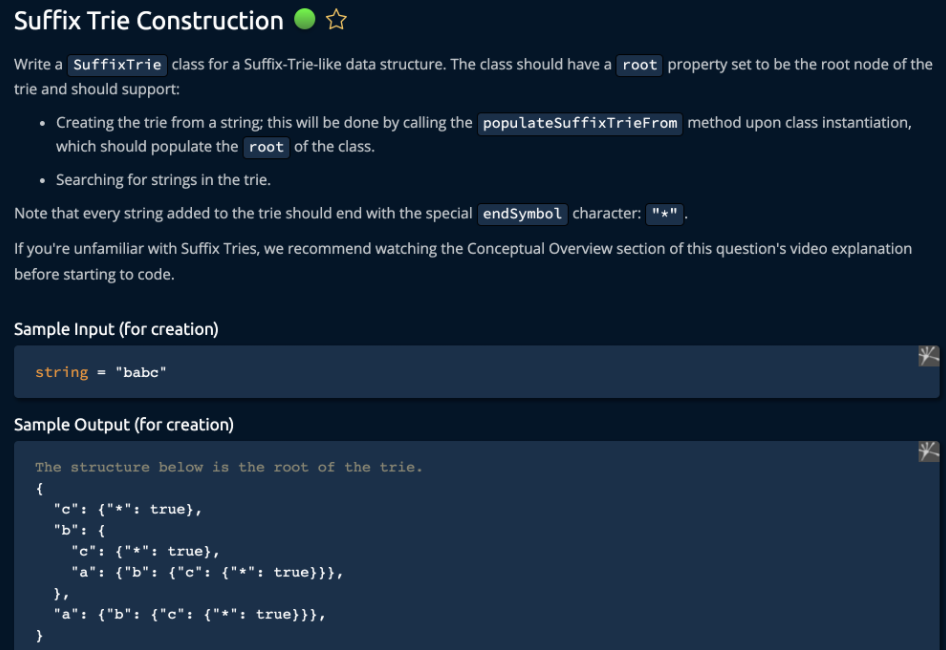 Suffix Trie Construction
Write a SuffixTrie class for a Suffix-Trie-like data structure. The class should have a root property set to be the root node of the
trie and should support:
• Creating the trie from a string; this will be done by calling the populateSuffixTrieFrom method upon class instantiation,
which should populate the root of the class.
• Searching for strings in the trie.
Note that every string added to the trie should end with the special endSymbol character: "*".
If you're unfamiliar with Suffix Tries, we recommend watching the Conceptual Overview section of this question's video explanation
before starting to code.
Sample Input (for creation)
string = "babc"
Sample Output (for creation)
The structure below is the root of the trie.
{
  "c": {"*": true},
  "b": {
    "c": {"*": true},
    "a": {"b": {"c": {"*": true}}},
  },
  "a": {"b": {"c": {"*": true}}},
}